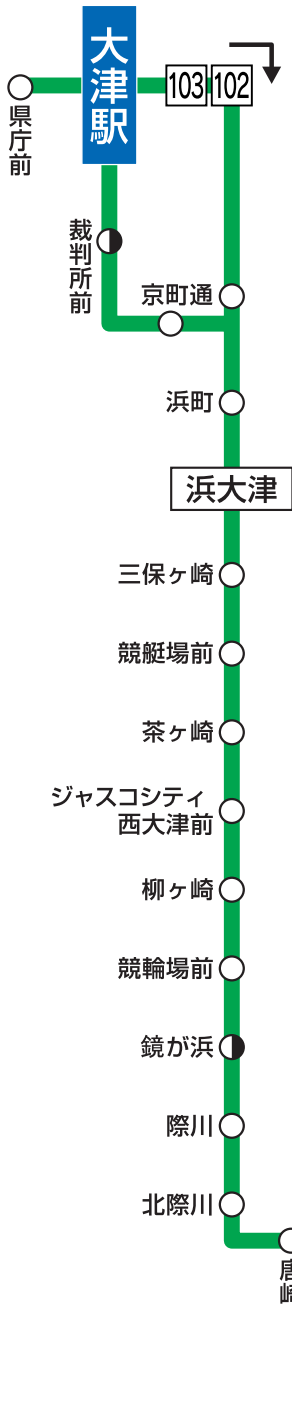 大津駅
103
102
県庁前
裁判所前
京町通
浜町
浜大津
三保ヶ崎
競艇場前
茶ヶ崎
ジャスコシティ
西大津前
柳ヶ崎
競輪場前
鏡が浜
際川
北際川